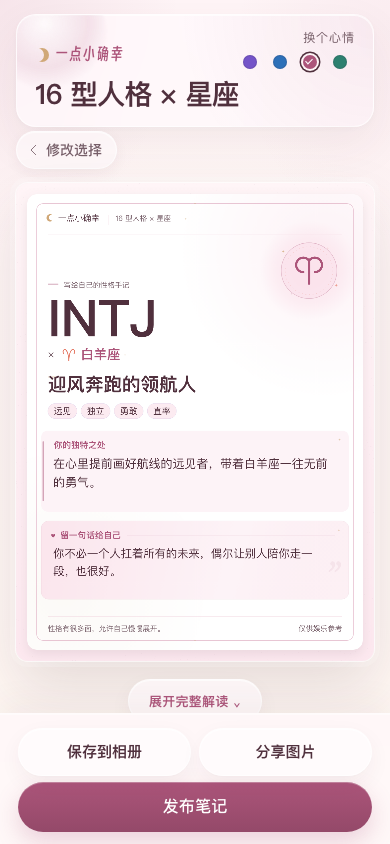 换个心情
一点小确幸
16 型人格 × 星座
修改选择
一点小确幸 16 型人格 × 星座
写给自己的性格手记
INTJ
× ♈ 白羊座
迎风奔跑的领航人
远见 独立 勇敢 直率
你的独特之处
在心里提前画好航线的远见者，带着白羊座一往无前
的勇气。
♥ 留一句话给自己
你不必一个人扛着所有的未来，偶尔让别人陪你走一
段，也很好。
性格有很多面，允许自己慢慢展开。 仅供娱乐参考
展开完整解读
保存到相册 分享图片
发布笔记